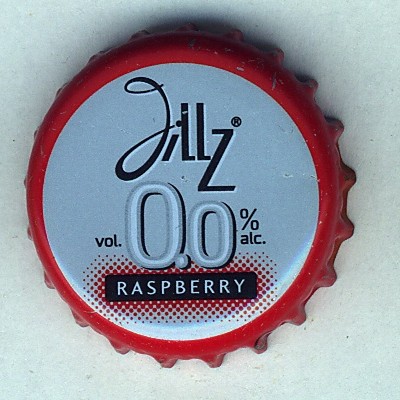 JillZ®
vol. 0.0 % alc.
RASPBERRY